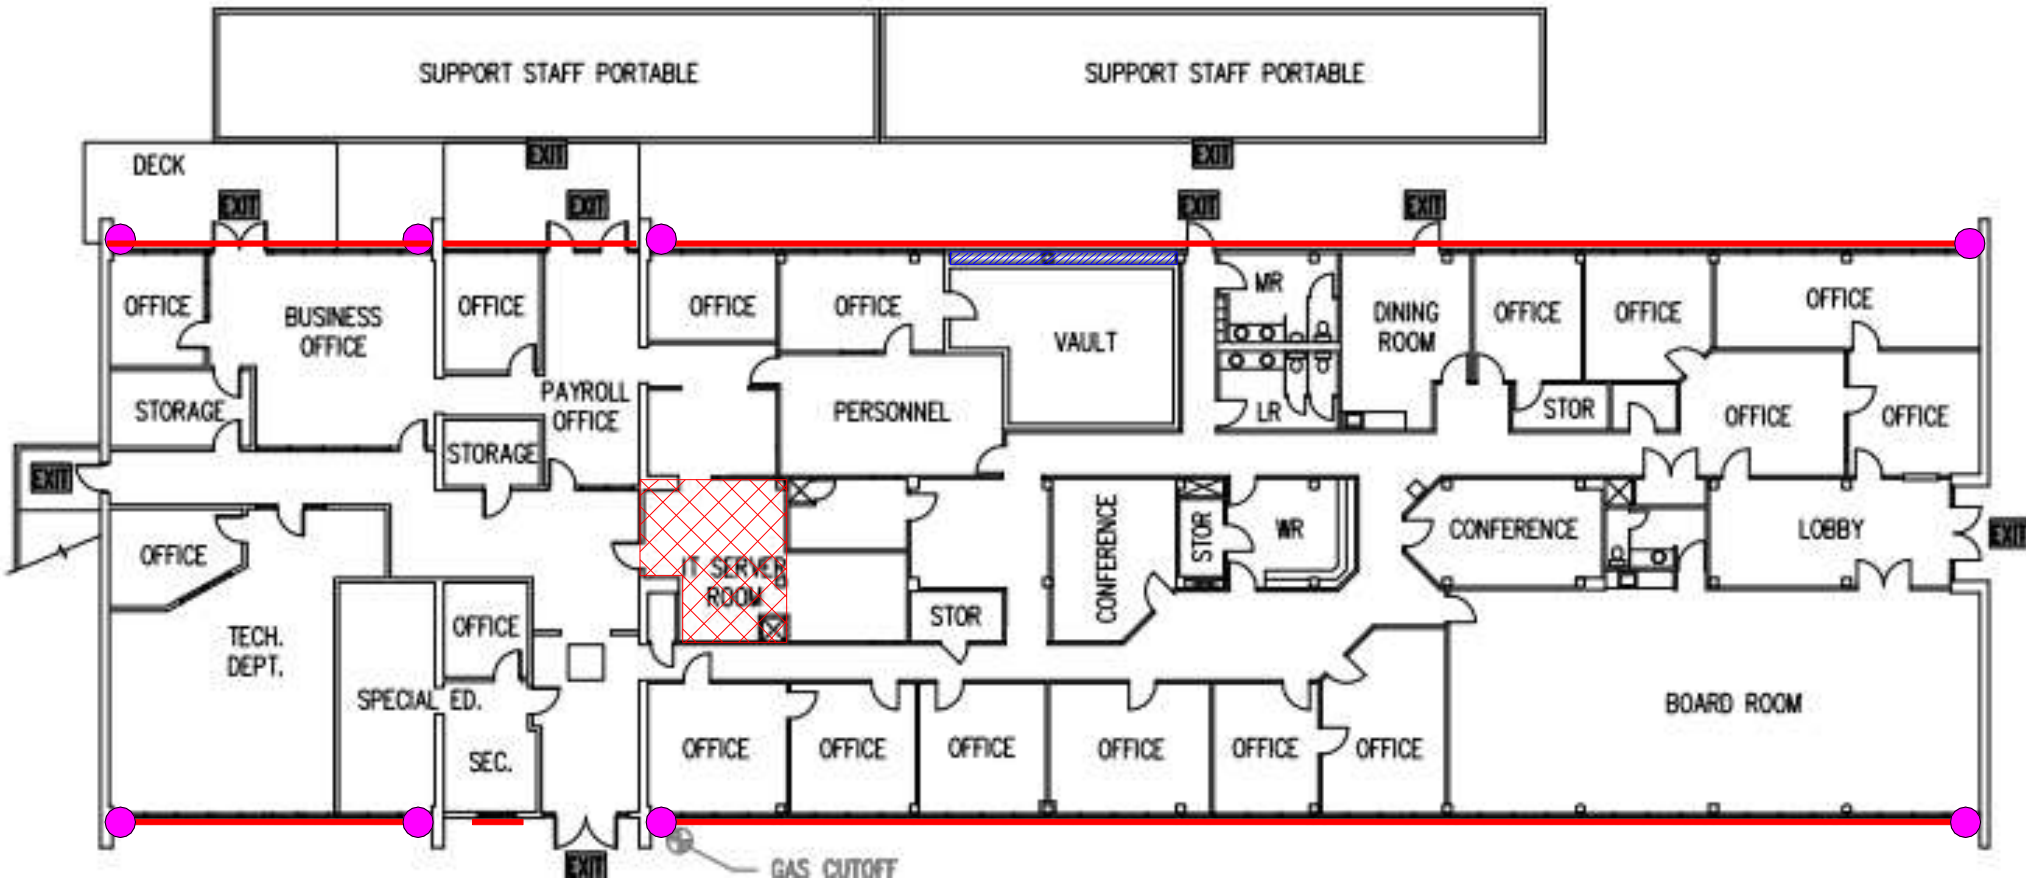 SUPPORT STAFF PORTABLE
SUPPORT STAFF PORTABLE
DECK
EXIT
EXIT
EXIT
EXIT
EXIT
EXIT
OFFICE
BUSINESS
OFFICE
OFFICE
OFFICE
OFFICE
VAULT
MR
DINING
ROOM
OFFICE
OFFICE
OFFICE
STORAGE
PAYROLL
OFFICE
PERSONNEL
LR
STOR
OFFICE
OFFICE
STORAGE
EXIT
OFFICE
IT SERVER
ROOM
CONFERENCE
STOR
WR
CONFERENCE
LOBBY
EXIT
OFFICE
STOR
TECH.
DEPT.
SPECIAL ED.
SEC.
OFFICE
OFFICE
OFFICE
OFFICE
OFFICE
OFFICE
BOARD ROOM
EXIT
GAS CUTOFF